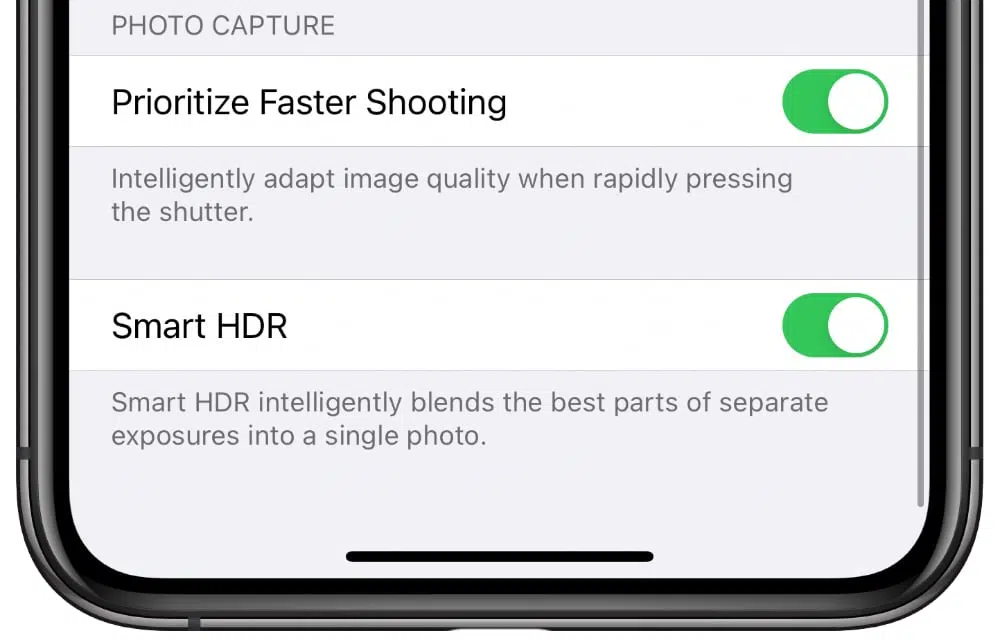 PHOTO CAPTURE
Prioritize Faster Shooting
Intelligently adapt image quality when rapidly pressing
the shutter.
Smart HDR
Smart HDR intelligently blends the best parts of separate
exposures into a single photo.